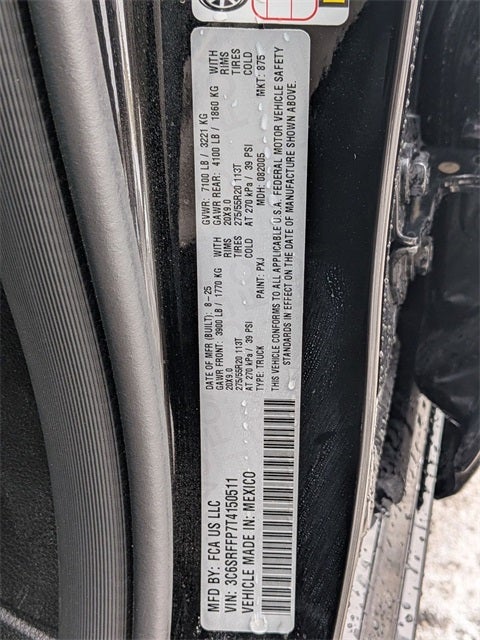 MFD BY: FCA US LLC
DATE OF MFR (BUILT): 8-25
GVWR: 7100 LB / 3221 KG
GAWR FRONT: 3900 LB / 1770 KG WITH
GAWR REAR: 4100 LB / 1860 KG WITH
20X9.0 RIMS
20X9.0 RIMS
275/55R20 113T TIRES
275/55R20 113T TIRES
AT 270 kPa / 39 PSI COLD
AT 270 kPa / 39 PSI COLD
VIN: 3C6SRFFP7T4150511
TYPE: TRUCK PAINT: PXJ MDH: 082005 MKT: 875
VEHICLE MADE IN: MEXICO
THIS VEHICLE CONFORMS TO ALL APPLICABLE U.S.A. FEDERAL MOTOR VEHICLE SAFETY
STANDARDS IN EFFECT ON THE DATE OF MANUFACTURE SHOWN ABOVE.